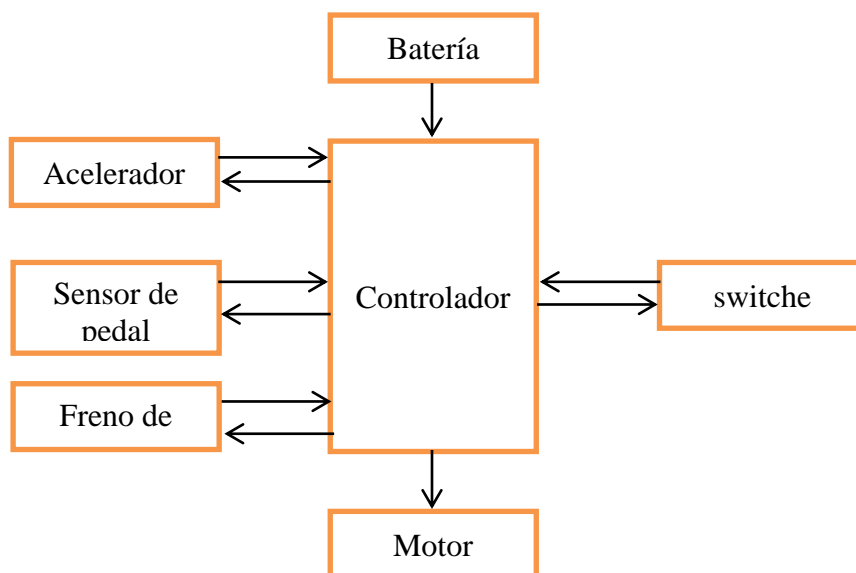 Batería
Acelerador
Sensor de
pedal
Controlador
switche
Freno de
Motor